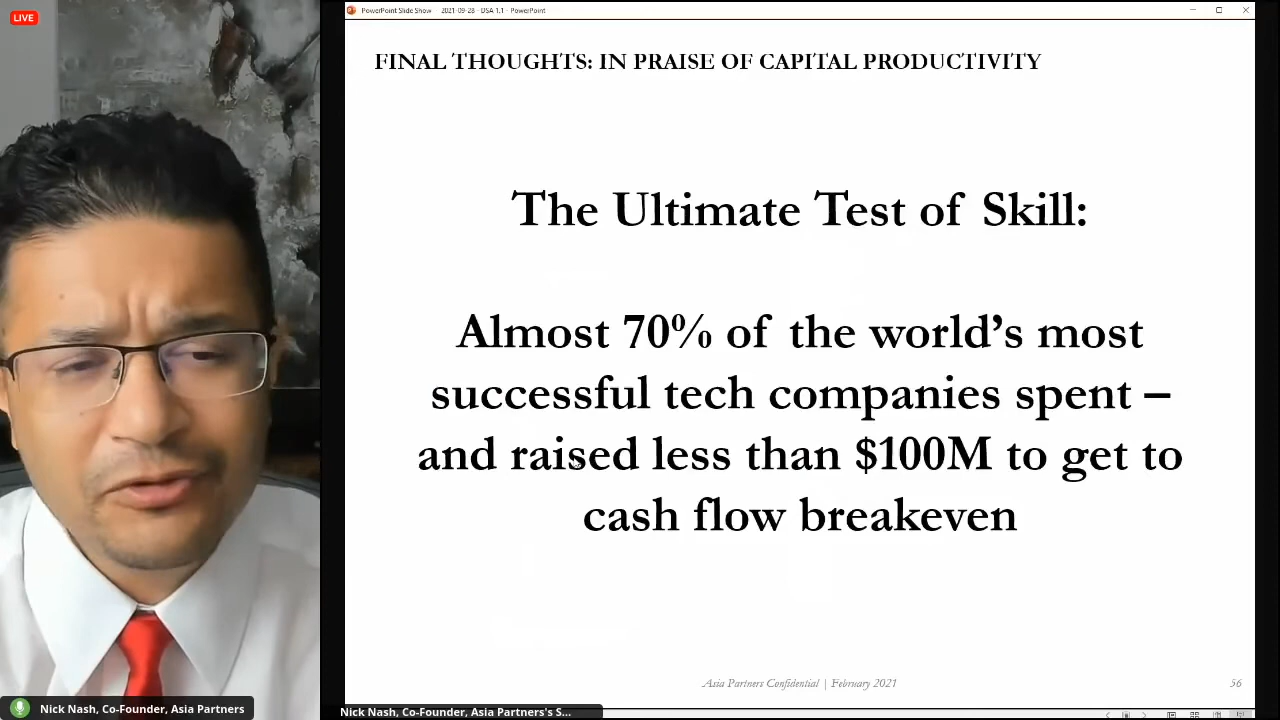 LIVE
PowerPoint Slide Show 2021-09-28 - DSA 1.1 - PowerPoint
FINAL THOUGHTS: IN PRAISE OF CAPITAL PRODUCTIVITY
The Ultimate Test of Skill:
Almost 70% of the world’s most
successful tech companies spent –
and raised less than $100M to get to
cash flow breakeven
Asia Partners Confidential | February 2021
56
Nick Nash, Co-Founder, Asia Partners
Nick Nash, Co-Founder, Asia Partners's S...